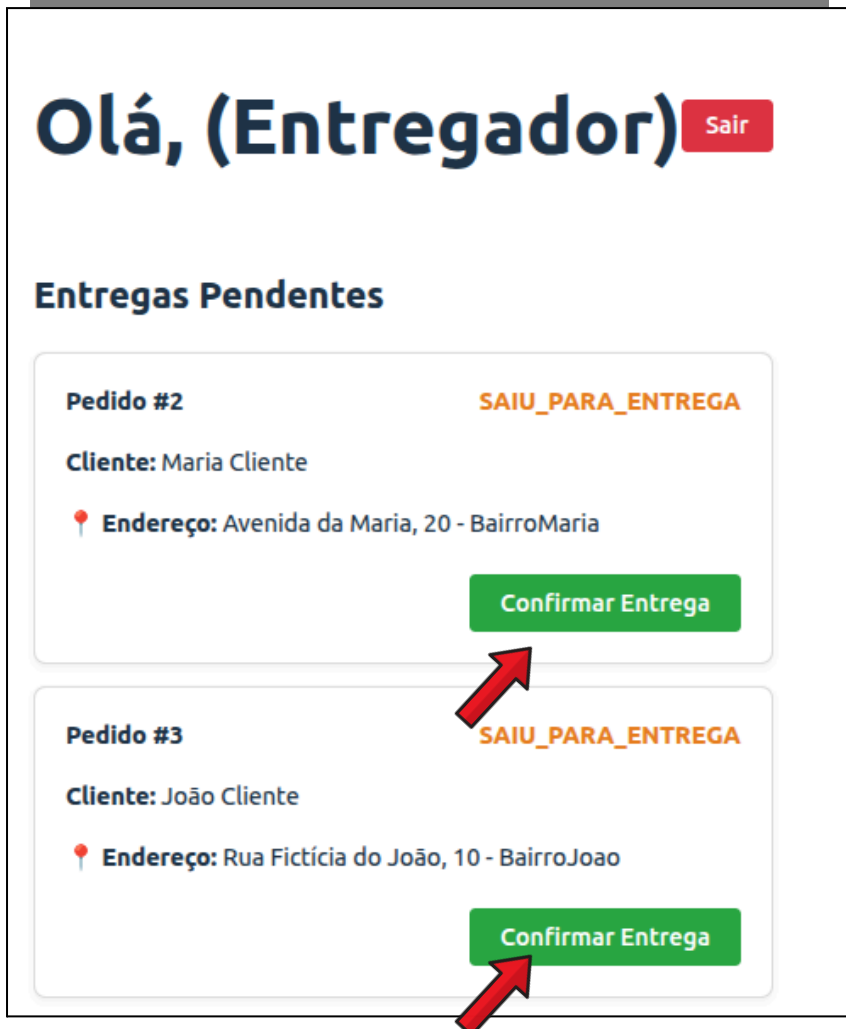 Olá, (Entregador) Sair
Entregas Pendentes
Pedido #2 SAIU_PARA_ENTREGA
Cliente: Maria Cliente
📍 Endereço: Avenida da Maria, 20 - BairroMaria
Confirmar Entrega
Pedido #3 SAIU_PARA_ENTREGA
Cliente: João Cliente
📍 Endereço: Rua Fictícia do João, 10 - BairroJoao
Confirmar Entrega